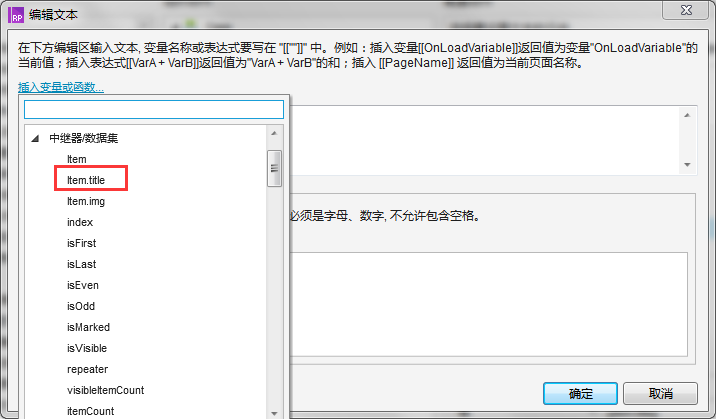 RP
编辑文本
在下方编辑区输入文本, 变量名称或表达式要写在 "[[""]]" 中。例如：插入变量[[OnLoadVariable]]返回值为变量"OnLoadVariable"的
当前值；插入表达式[[VarA + VarB]]返回值为"VarA + VarB"的和；插入 [[PageName]] 返回值为当前页面名称。
插入变量或函数...
中继器/数据集
Item
Item.title
Item.img
index
必须是字母、数字, 不允许包含空格。
isFirst
isLast
isEven
isOdd
isMarked
isVisible
repeater
visibleItemCount
itemCount
确定
取消